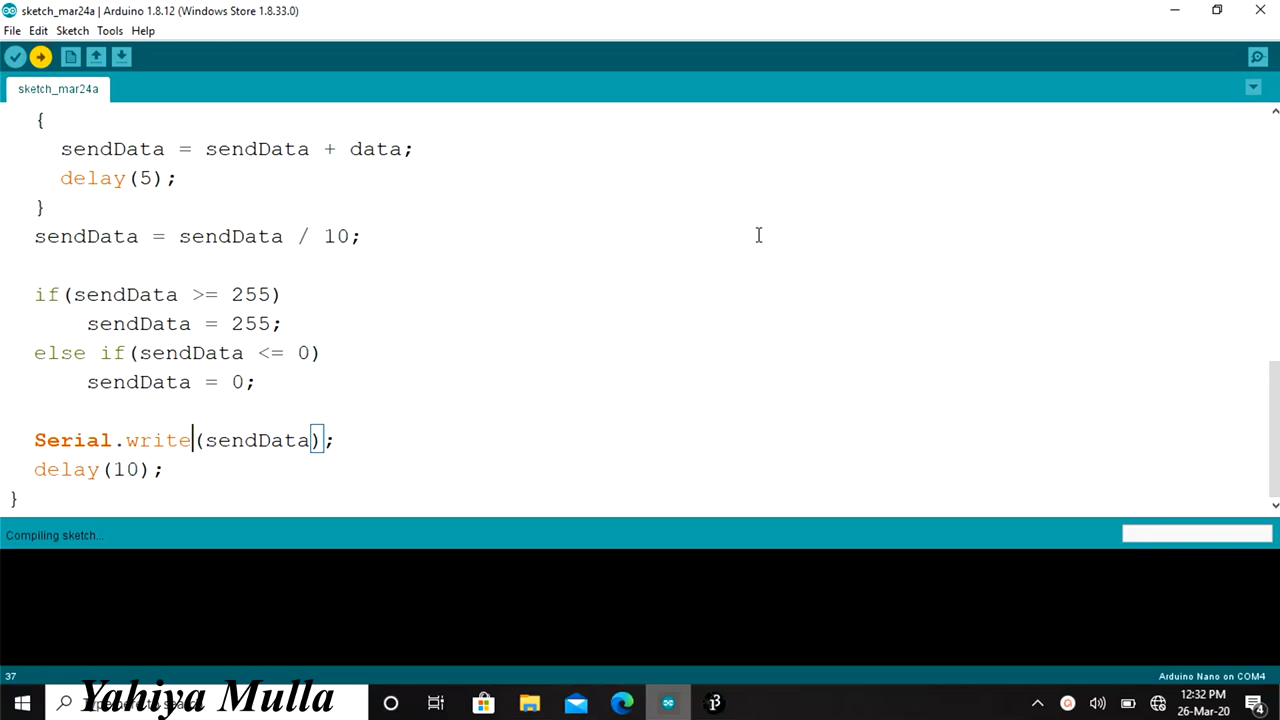 sketch_mar24a | Arduino 1.8.12 (Windows Store 1.8.33.0)
File Edit Sketch Tools Help
sketch_mar24a
{
sendData = sendData + data;
delay(5);
}
sendData = sendData / 10;
if(sendData >= 255)
sendData = 255;
else if(sendData <= 0)
sendData = 0;
Serial.write(sendData);
delay(10);
}
Compiling sketch...
37
Arduino Nano on COM4
Yahiya Mulla
12:32 PM
26-Mar-20
4